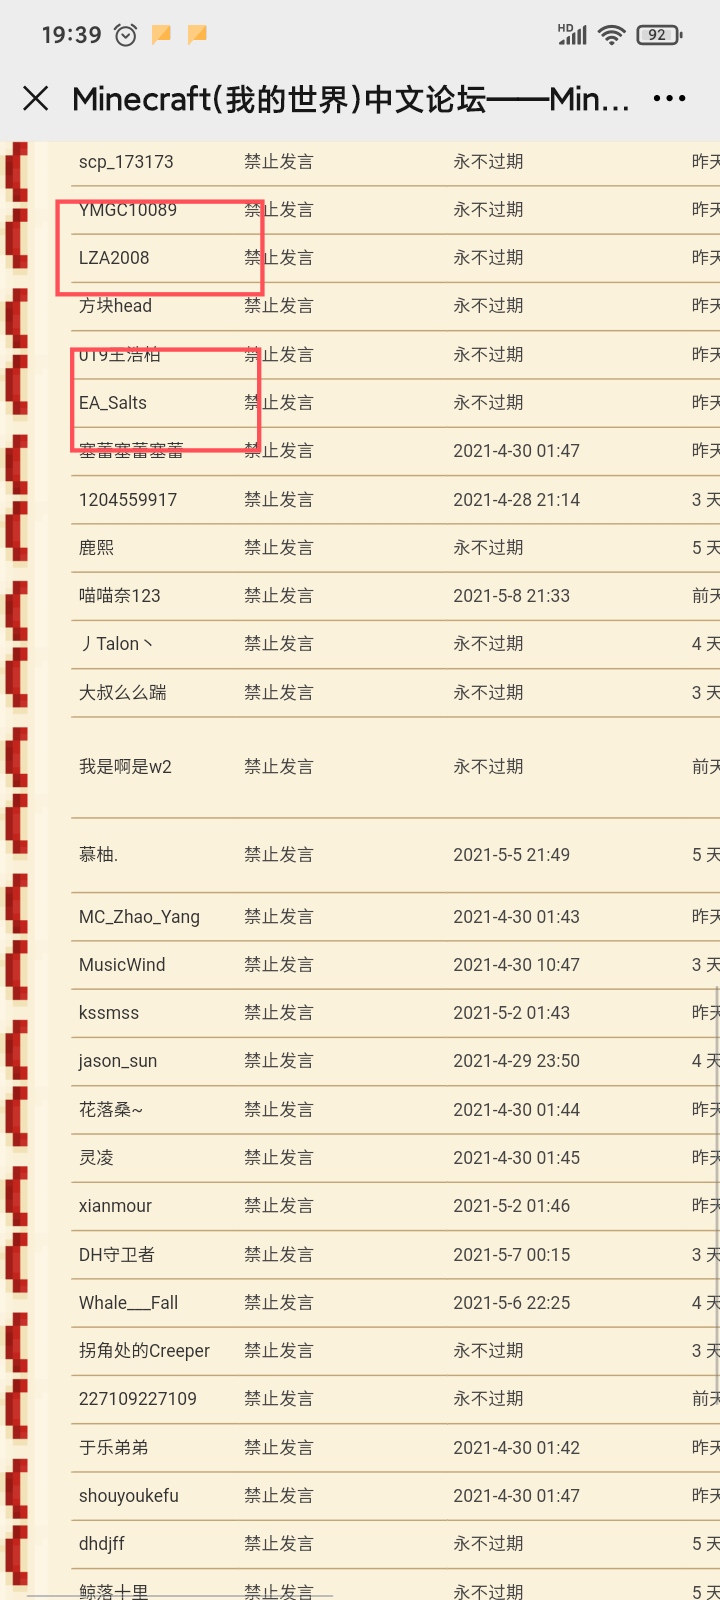 19:39 HD 92
Minecraft(我的世界)中文论坛——Min...
scp_173173 禁止发言 永不过期 昨天
YMGC10089 禁止发言 永不过期 昨天
LZA2008 禁止发言 永不过期 昨天
方块head 禁止发言 永不过期 昨天
019王浩柏 禁止发言 永不过期 昨天
EA_Salts 禁止发言 永不过期 昨天
塞蕾塞蕾塞蕾 禁止发言 2021-4-30 01:47 昨天
1204559917 禁止发言 2021-4-28 21:14 3 天
鹿熙 禁止发言 永不过期 5 天
喵喵奈123 禁止发言 2021-5-8 21:33 前天
丿Talon丶 禁止发言 永不过期 4 天
大叔么么踹 禁止发言 永不过期 3 天
我是啊是w2 禁止发言 永不过期 前天
慕柚. 禁止发言 2021-5-5 21:49 5 天
MC_Zhao_Yang 禁止发言 2021-4-30 01:43 昨天
MusicWind 禁止发言 2021-4-30 10:47 3 天
kssmss 禁止发言 2021-5-2 01:43 昨天
jason_sun 禁止发言 2021-4-29 23:50 4 天
花落桑~ 禁止发言 2021-4-30 01:44 昨天
灵凌 禁止发言 2021-4-30 01:45 昨天
xianmour 禁止发言 2021-5-2 01:46 昨天
DH守卫者 禁止发言 2021-5-7 00:15 3 天
Whale___Fall 禁止发言 2021-5-6 22:25 4 天
拐角处的Creeper 禁止发言 永不过期 3 天
227109227109 禁止发言 永不过期 前天
于乐弟弟 禁止发言 2021-4-30 01:42 昨天
shouyoukefu 禁止发言 2021-4-30 01:47 昨天
dhdjff 禁止发言 永不过期 5 天
鲸落十里 禁止发言 永不过期 5 天